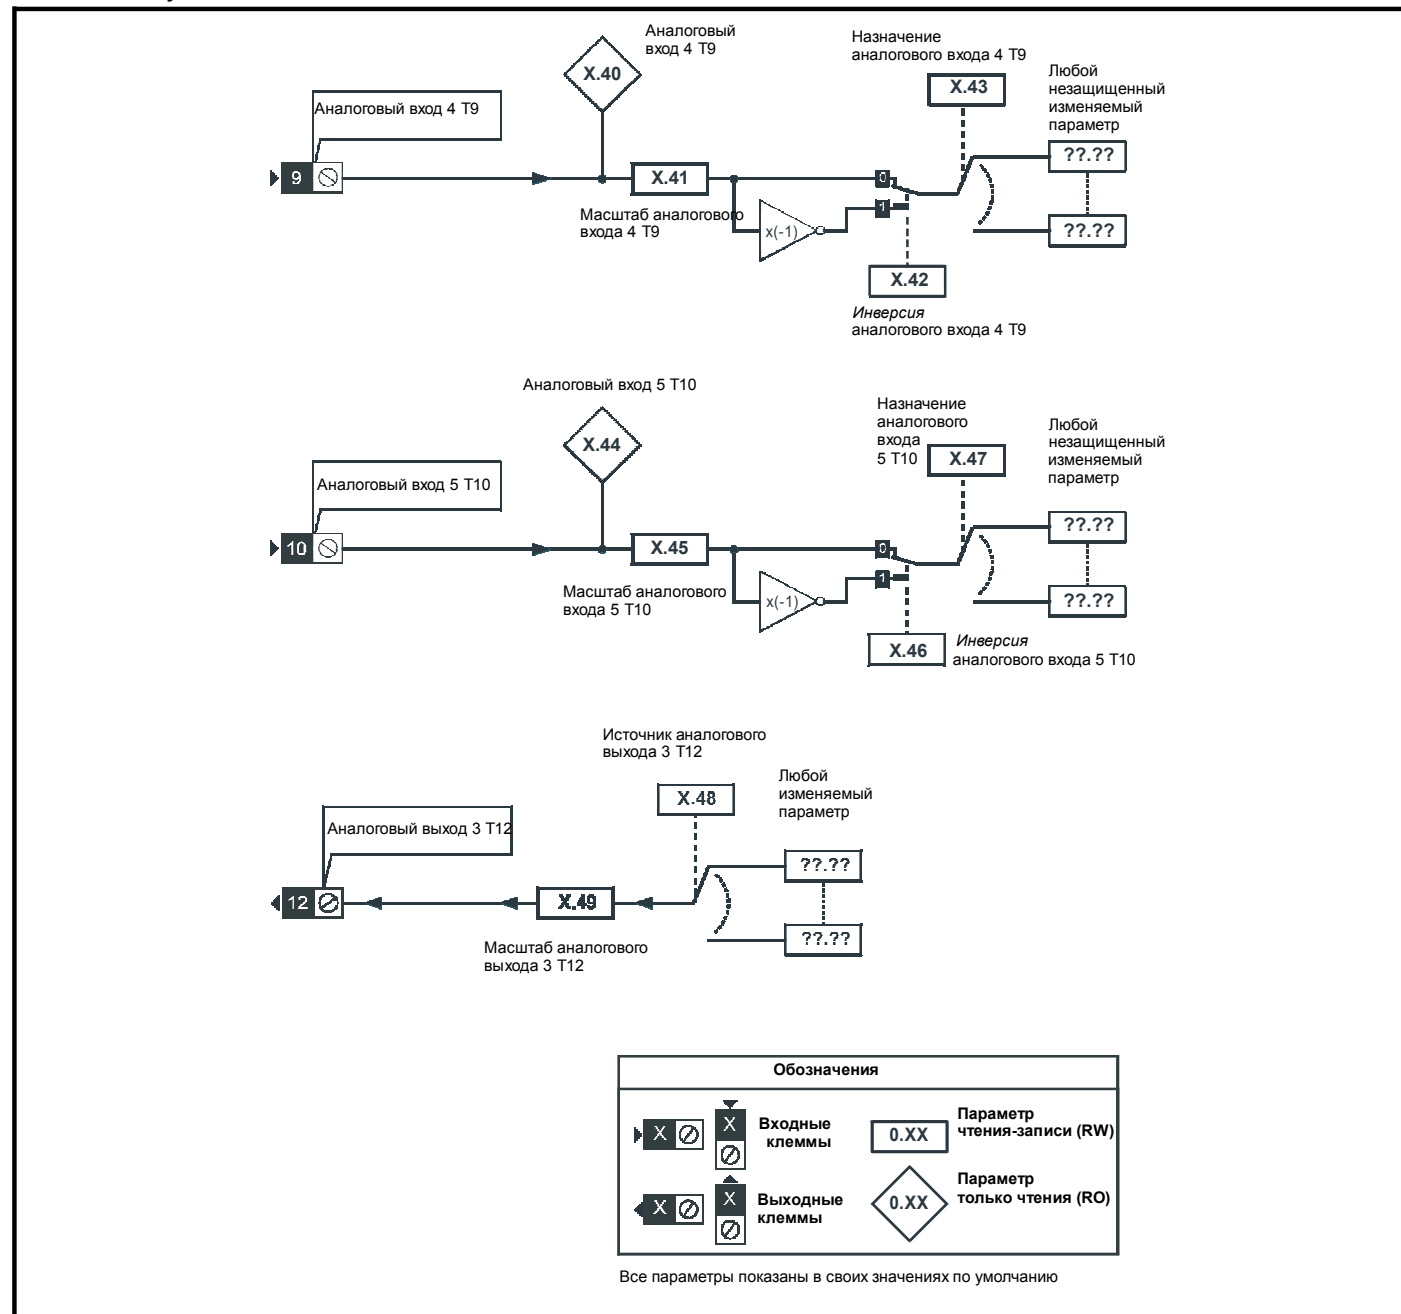 Аналоговый
вход 4 T9
X.40
Назначение
аналогового входа 4 T9
X.43
Любой
незащищенный
изменяемый
параметр
Аналоговый вход 4 T9
9
X.41
0
1
??.??
??.??
Масштаб аналогового
входа 4 T9
x(-1)
X.42
Инверсия
аналогового входа 4 T9
Аналоговый вход 5 T10
X.44
Назначение
аналогового
входа
5 T10
X.47
Любой
незащищенный
изменяемый
параметр
Аналоговый вход 5 T10
10
X.45
0
1
??.??
??.??
Масштаб аналогового
входа 5 T10
x(-1)
X.46
Инверсия
аналогового входа 5 T10
Источник аналогового
выхода 3 T12
X.48
Любой
изменяемый
параметр
Аналоговый выход 3 T12
12
X.49
??.??
??.??
Масштаб аналогового
выхода 3 T12
Обозначения
X
X
Входные
клеммы
0.XX
Параметр
чтения-записи (RW)
X
X
Выходные
клеммы
0.XX
Параметр
только чтения (RO)
Все параметры показаны в своих значениях по умолчанию